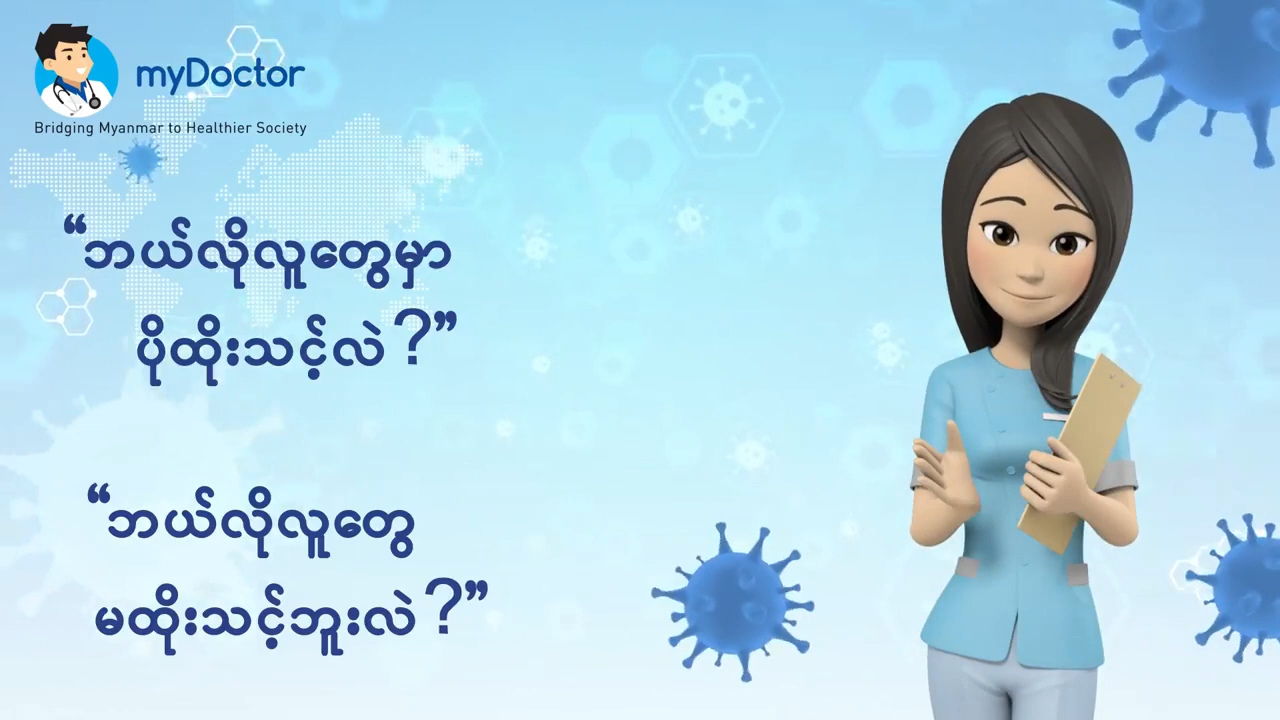 myDoctor
Bridging Myanmar to Healthier Society
“ဘယ်လိုလူတွေမှာ
ပိုထိုးသင့်လဲ ?”
“ဘယ်လိုလူတွေ
မထိုးသင့်ဘူးလဲ ?”